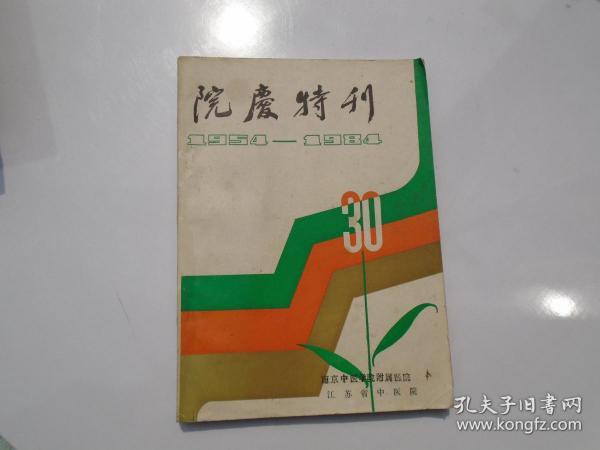 院慶特刊
1954—1984
30
南京中医学院附属医院
江苏省中医院
孔夫子旧书网
www.kongfz.com